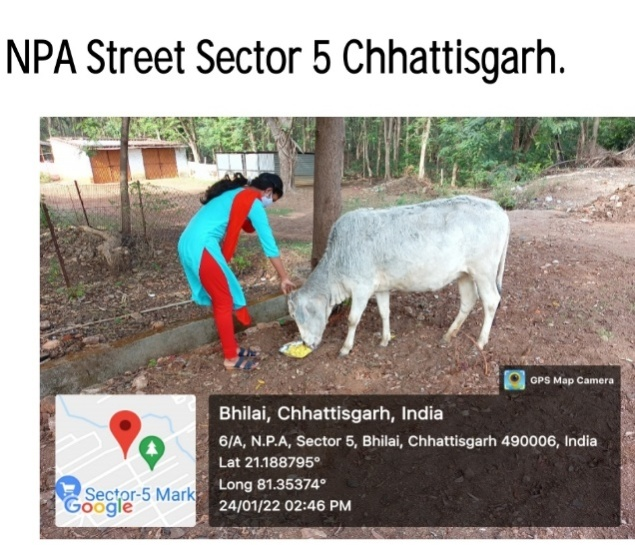 NPA Street Sector 5 Chhattisgarh.
GPS Map Camera
Bhilai, Chhattisgarh, India
6/A, N.P.A, Sector 5, Bhilai, Chhattisgarh 490006, India
Lat 21.188795°
Long 81.35374°
24/01/22 02:46 PM
Sector-5 Mark
Google